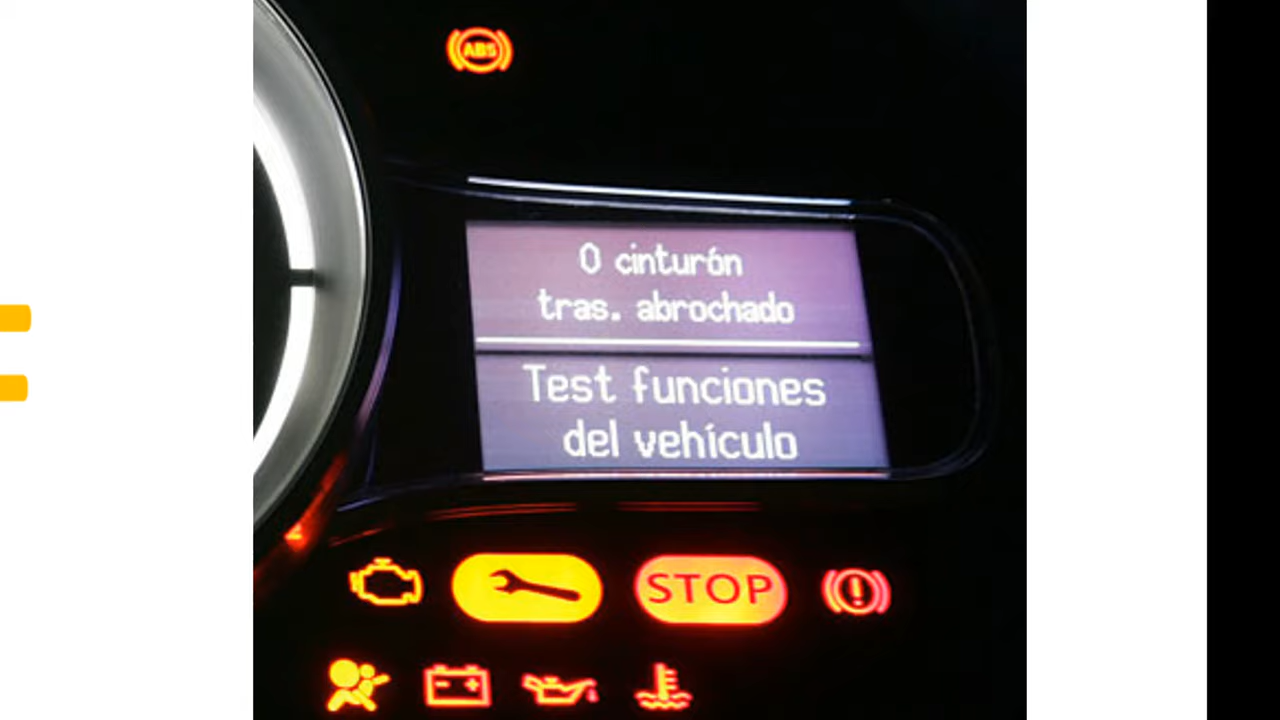 ABS
0 cinturón
tras. abrochado
Test funciones
del vehículo
STOP